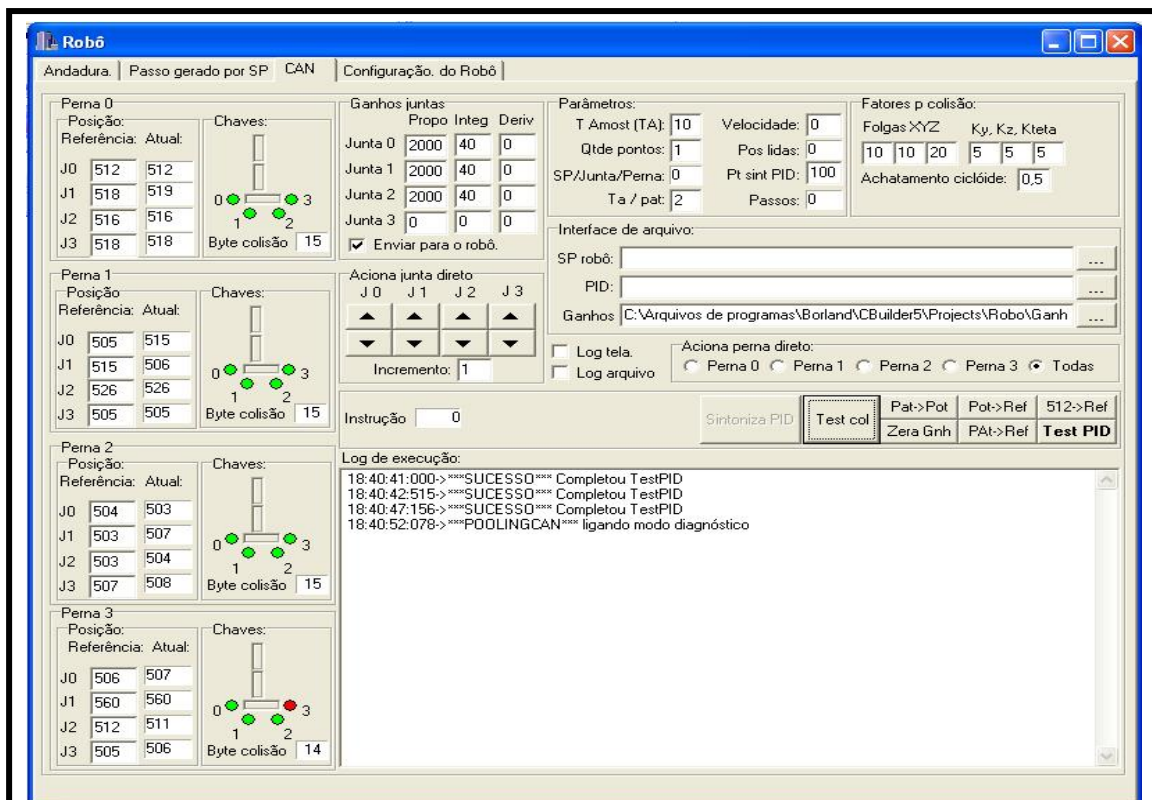 Robô
Andadura. Passo gerado por SP CAN Configuração. do Robô
Perna 0
Posição: Chaves:
Referência: Atual:
J0 512 512
J1 518 519
J2 516 516
J3 518 518
0 3
1 2
Byte colisão 15
Perna 1
Posição Chaves:
Referência: Atual:
J0 505 515
J1 515 506
J2 526 526
J3 505 505
0 3
1 2
Byte colisão 15
Perna 2
Posição: Chaves:
Referência: Atual:
J0 504 503
J1 503 507
J2 503 504
J3 507 508
0 3
1 2
Byte colisão 15
Perna 3
Posição: Chaves:
Referência: Atual:
J0 506 507
J1 560 560
J2 512 511
J3 505 506
0 3
1 2
Byte colisão 14
Ganhos juntas
Propo Integ Deriv
Junta 0 2000 40 0
Junta 1 2000 40 0
Junta 2 2000 40 0
Junta 3 0 0 0
Enviar para o robô.
Aciona junta direto
J 0 J 1 J 2 J 3
Incremento: 1
Parâmetros:
T Amost (TA): 10 Velocidade: 0
Qtde pontos: 1 Pos lidas: 0
SP/Junta/Perna: 0 Pt sint PID: 100
Ta / pat: 2 Passos: 0
Fatores p colisão:
Folgas XYZ Ky, Kz, Kteta
10 10 20 5 5 5
Achatamento ciclóide: 0,5
Interface de arquivo:
SP robô: ...
PID: ...
Ganhos C:\Arquivos de programas\Borland\CBuilder5\Projects\Robo\Ganh ...
Log tela.
Log arquivo
Aciona perna direto:
Perna 0 Perna 1 Perna 2 Perna 3 Todas
Instrução 0
Sintoniza PID Test col Pat->Pot Pot->Ref 512->Ref
Zera Gnh PAt->Ref Test PID
Log de execução:
18:40:41:000->***SUCESSO*** Completou TestPID
18:40:42:515->***SUCESSO*** Completou TestPID
18:40:47:156->***SUCESSO*** Completou TestPID
18:40:52:078->***POOLINGCAN*** ligando modo diagnóstico